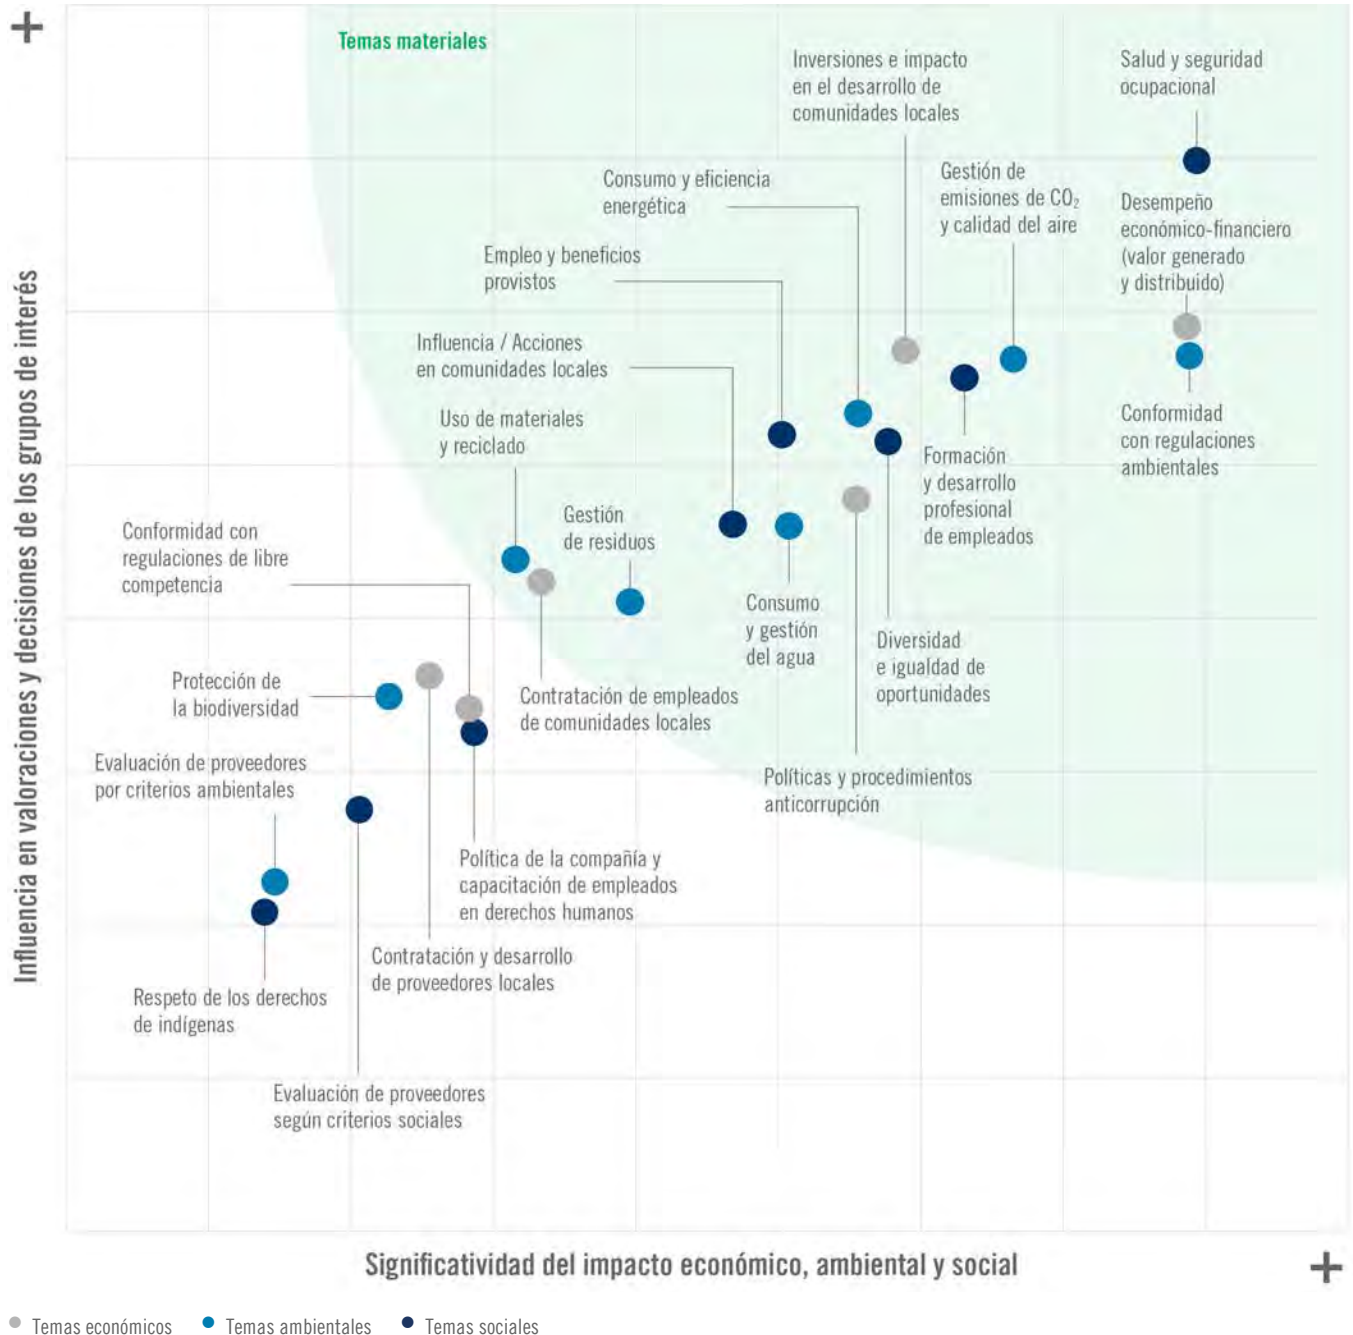 +
Temas materiales
Inversiones e impacto
en el desarrollo de
comunidades locales
Salud y seguridad
ocupacional
Consumo y eficiencia
energética
Gestión de
emisiones de CO₂
y calidad del aire
Desempeño
económico-financiero
(valor generado
y distribuido)
Empleo y beneficios
provistos
Influencia / Acciones
en comunidades locales
Uso de materiales
y reciclado
Conformidad
con regulaciones
ambientales
Formación
y desarrollo
profesional
de empleados
Gestión
de residuos
Conformidad con
regulaciones de libre
competencia
Consumo
y gestión
del agua
Diversidad
e igualdad de
oportunidades
Protección de
la biodiversidad
Contratación de empleados
de comunidades locales
Evaluación de proveedores
por criterios ambientales
Políticas y procedimientos
anticorrupción
Política de la compañía y
capacitación de empleados
en derechos humanos
Contratación y desarrollo
de proveedores locales
Respeto de los derechos
de indígenas
Evaluación de proveedores
según criterios sociales
Influencia en valoraciones y decisiones de los grupos de interés
Significatividad del impacto económico, ambiental y social
+
Temas económicos
Temas ambientales
Temas sociales